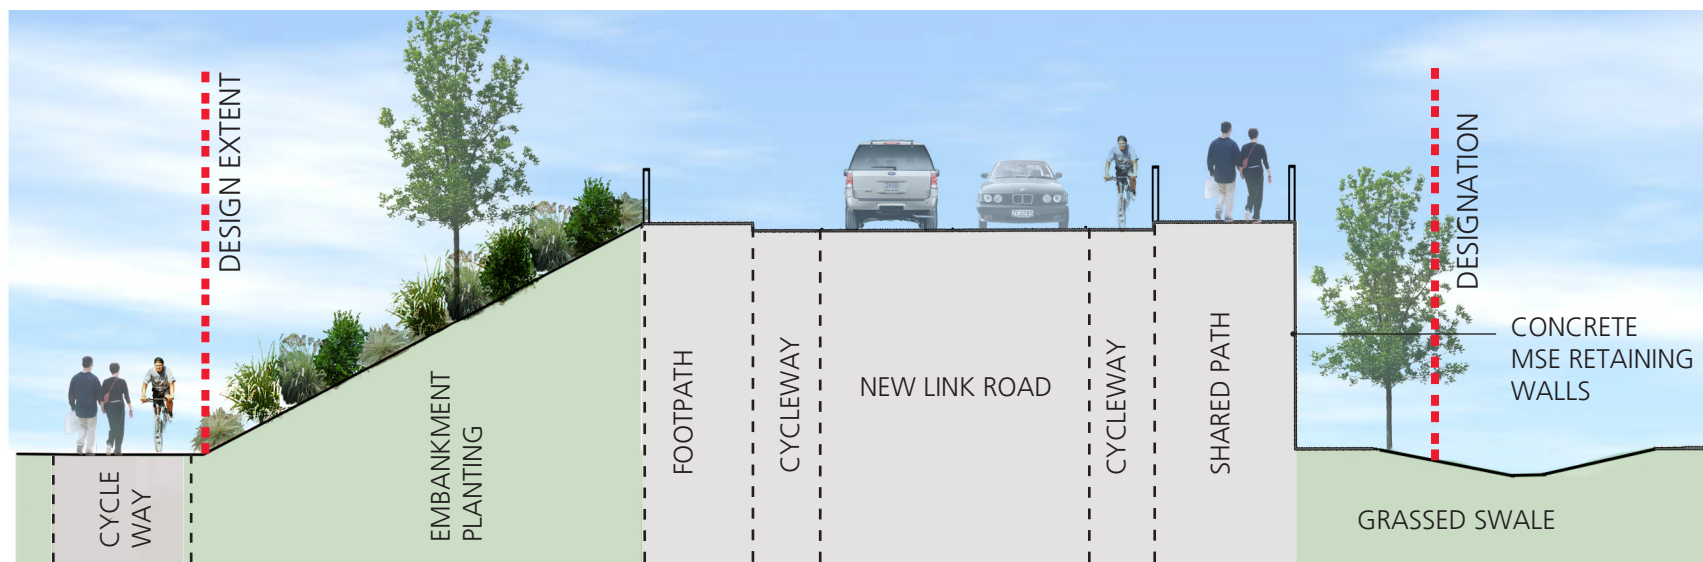 DESIGN EXTENT
DESIGNATION
CONCRETE
MSE RETAINING
WALLS
CYCLE
WAY
EMBANKMENT
PLANTING
FOOTPATH
CYCLEWAY
NEW LINK ROAD
CYCLEWAY
SHARED PATH
GRASSED SWALE